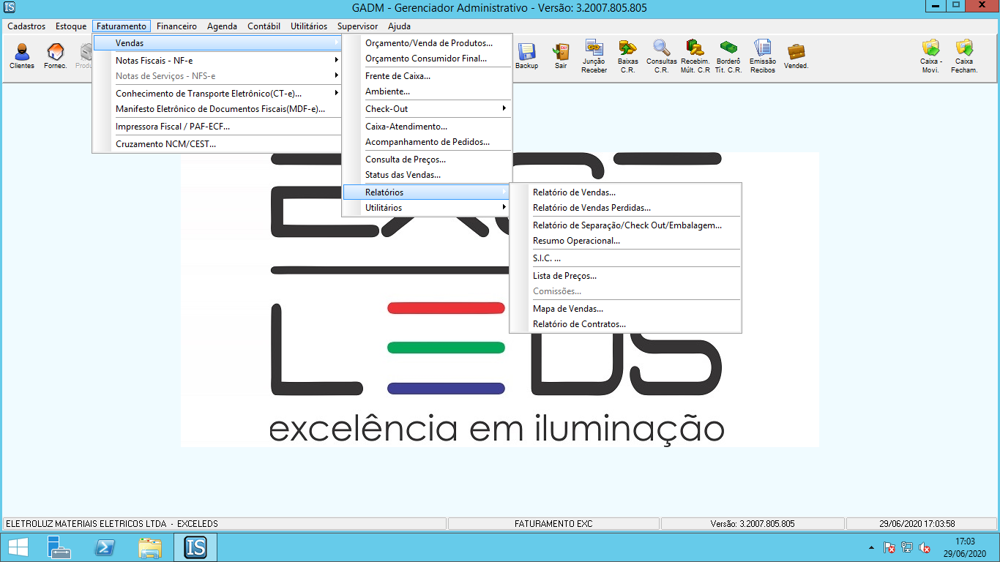 IS
GADM - Gerenciador Administrativo - Versão: 3.2007.805.805
Cadastros Estoque Faturamento Financeiro Agenda Contábil Utilitários Supervisor Ajuda
Clientes
Fornec.
Backup
Sair
Junção
Receber
Baixas
C.R.
Consultas
C.R.
Recebim.
Múlt. C.R
Borderô
Tít. C.R.
Emissão
Recibos
Vended.
Caixa -
Movi.
Caixa
Fecham.
Vendas
Notas Fiscais - NF-e
Notas de Serviços - NFS-e
Conhecimento de Transporte Eletrônico(CT-e)...
Manifesto Eletrônico de Documentos Fiscais(MDF-e)...
Impressora Fiscal / PAF-ECF...
Cruzamento NCM/CEST...
Orçamento/Venda de Produtos...
Orçamento Consumidor Final...
Frente de Caixa...
Ambiente...
Check-Out
Caixa-Atendimento...
Acompanhamento de Pedidos...
Consulta de Preços...
Status das Vendas...
Relatórios
Utilitários
Relatório de Vendas...
Relatório de Vendas Perdidas...
Relatório de Separação/Check Out/Embalagem...
Resumo Operacional...
S.I.C. ...
Lista de Preços...
Comissões...
Mapa de Vendas...
Relatório de Contratos...
LEDS
excelência em iluminação
ELETROLUZ MATERIAIS ELETRICOS LTDA - EXCELEDS
FATURAMENTO EXC
Versão: 3.2007.805.805
29/06/2020 17:03:58
IS
17:03
29/06/2020